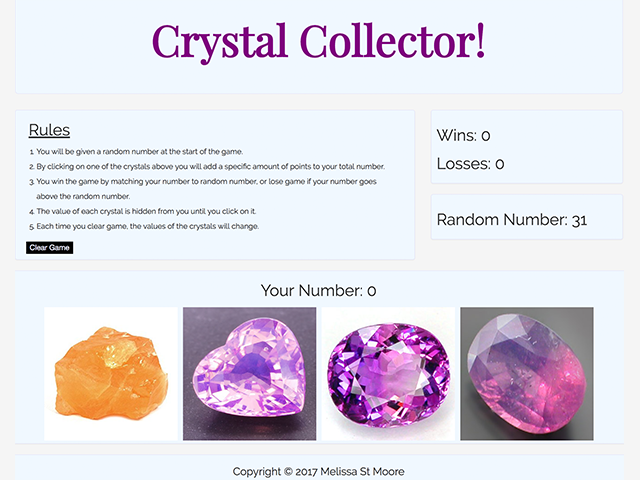 Crystal Collector!
Rules
1. You will be given a random number at the start of the game.
2. By clicking on one of the crystals above you will add a specific amount of points to your total number.
3. You win the game by matching your number to random number, or lose game if your number goes
above the random number.
4. The value of each crystal is hidden from you until you click on it.
5. Each time you clear game, the values of the crystals will change.
Clear Game
Wins: 0
Losses: 0
Random Number: 31
Your Number: 0
Copyright © 2017 Melissa St Moore